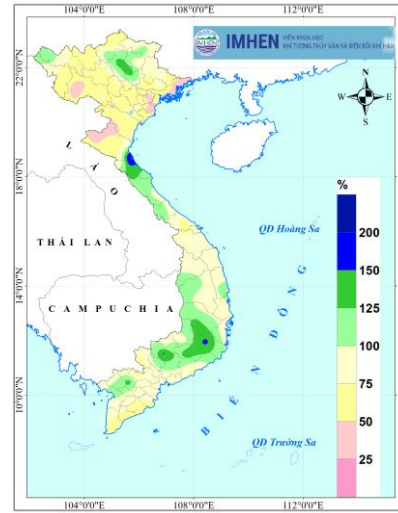 104°0'0"E 108°0'0"E 112°0'0"E
IMHEN
VIỆN KHOA HỌC
KHÍ TƯỢNG THỦY VĂN VÀ BIẾN ĐỔI KHÍ HẬU
22°0'0"N
N
W E
S
LÀO
18°0'0"N
%
THÁI LAN
QĐ Hoàng Sa
200
150
14°0'0"N
CAMPUCHIA
125
100
BIỂN ĐÔNG
75
10°0'0"N
50
QĐ Trường Sa
25
104°0'0"E 108°0'0"E 112°0'0"E